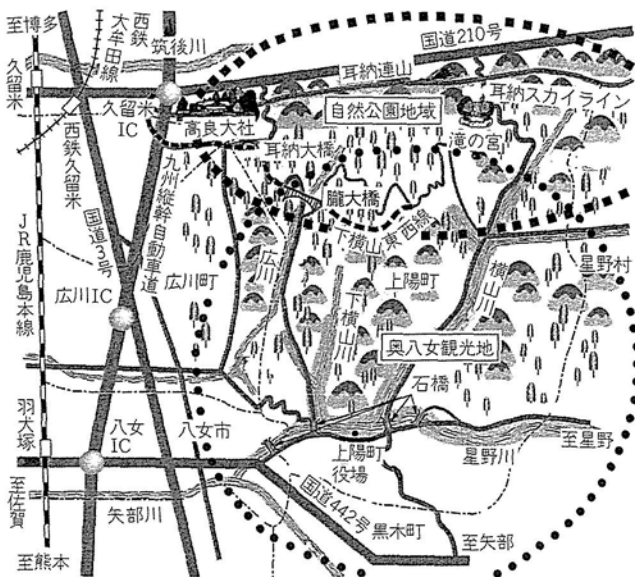 至博多
西鉄大牟田線
筑後川
国道210号
久留米
久留米IC
高良大社
耳納連山
自然公園地域
耳納スカイライン
滝の宮
西鉄久留米
耳納大橋
朧大橋
九州縦幹自動車道
国道3号
JR鹿児島本線
広川町
広川
下横山東西線
広川IC
上陽町
横山川
星野村
下横山川
奥八女観光地
石橋
羽犬塚
八女IC
八女市
上陽町役場
星野川
至星野
至佐賀
矢部川
国道442号
黒木町
至矢部
至熊本